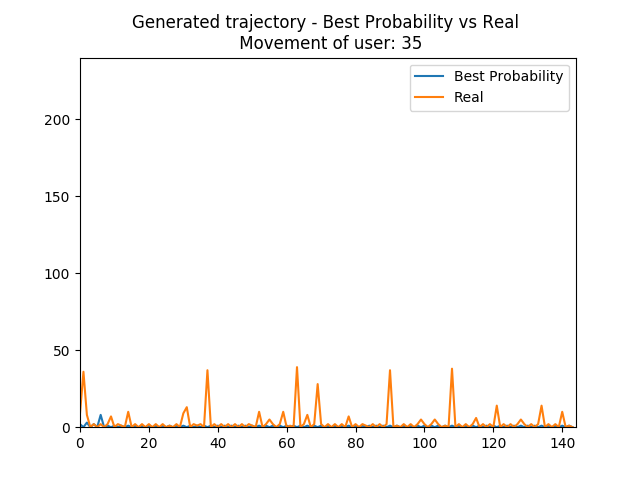 Generated trajectory - Best Probability vs Real
Movement of user: 35
Best Probability
Real
200
150
100
50
0
0 20 40 60 80 100 120 140